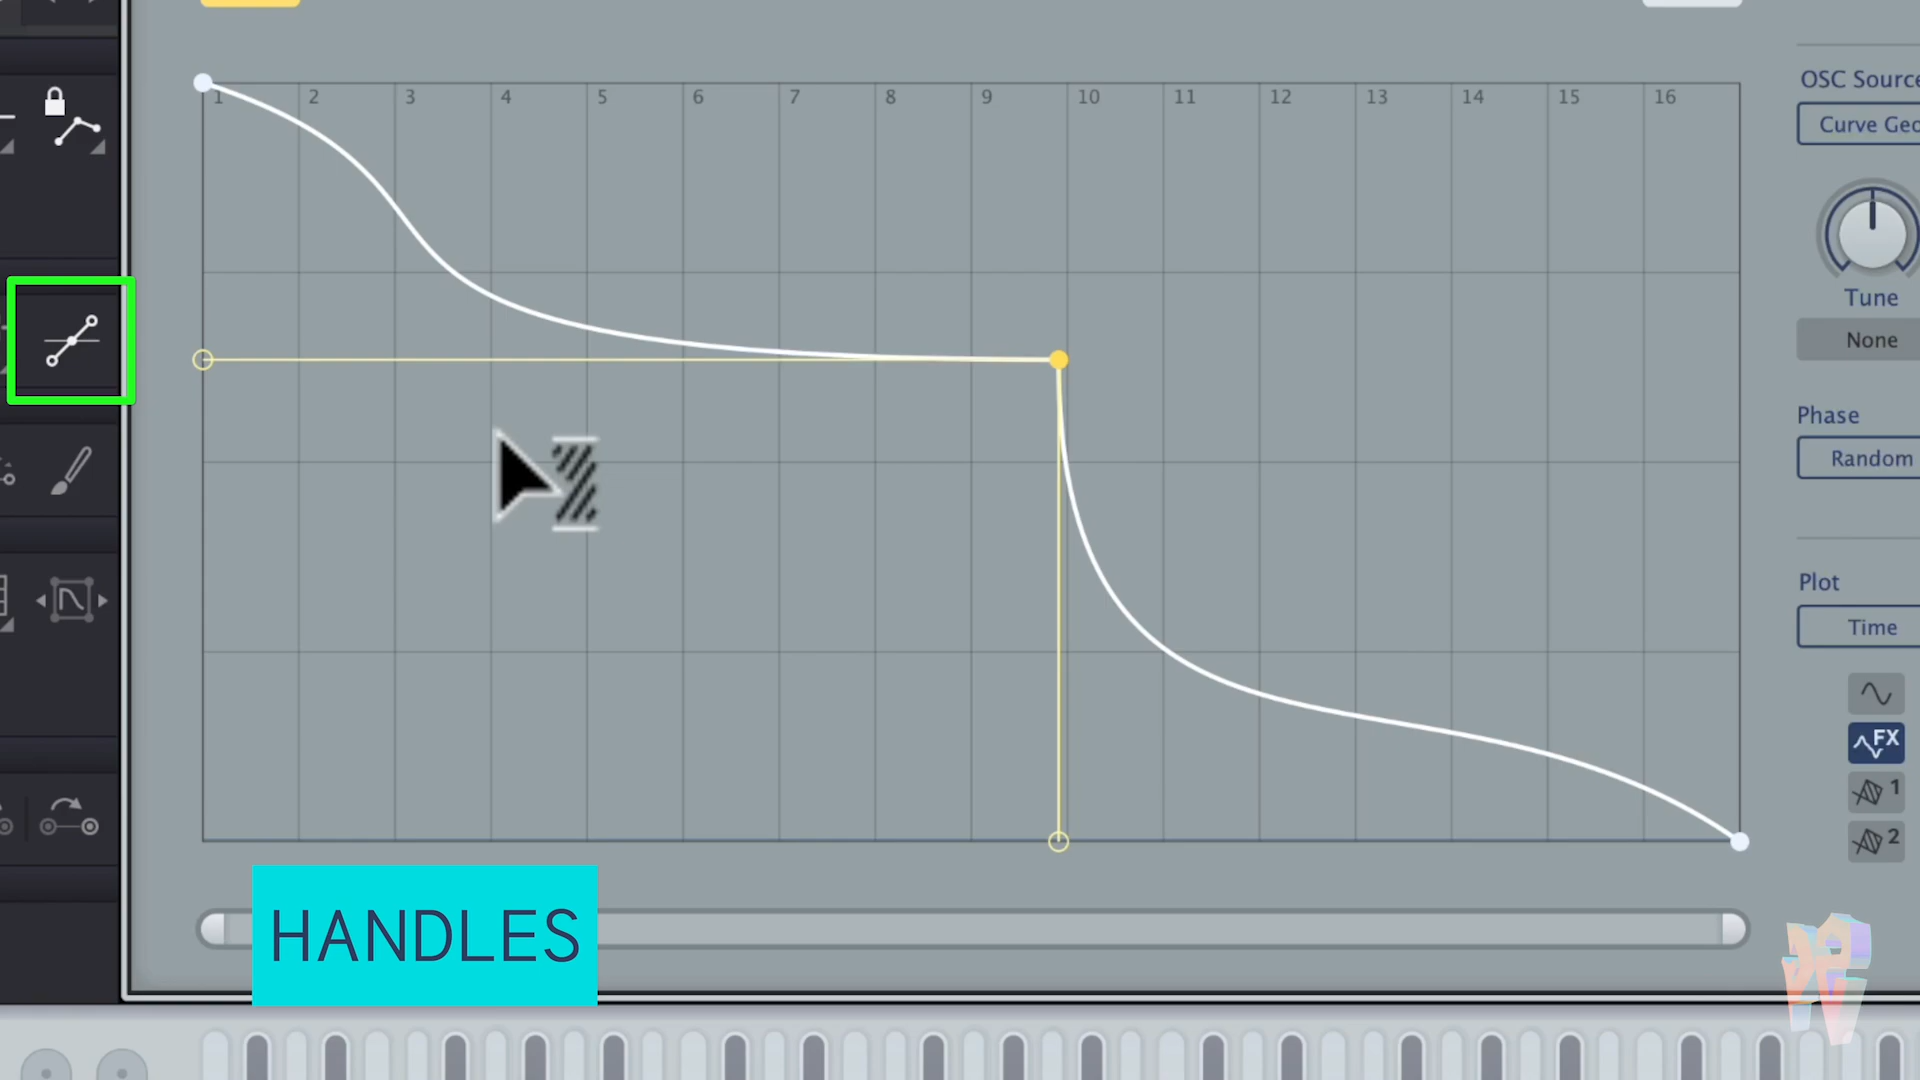 1 2 3 4 5 6 7 8 9 10 11 12 13 14 15 16
OSC Source
Curve Geo
Tune
None
Phase
Random
Plot
Time
FX
1
2
HANDLES